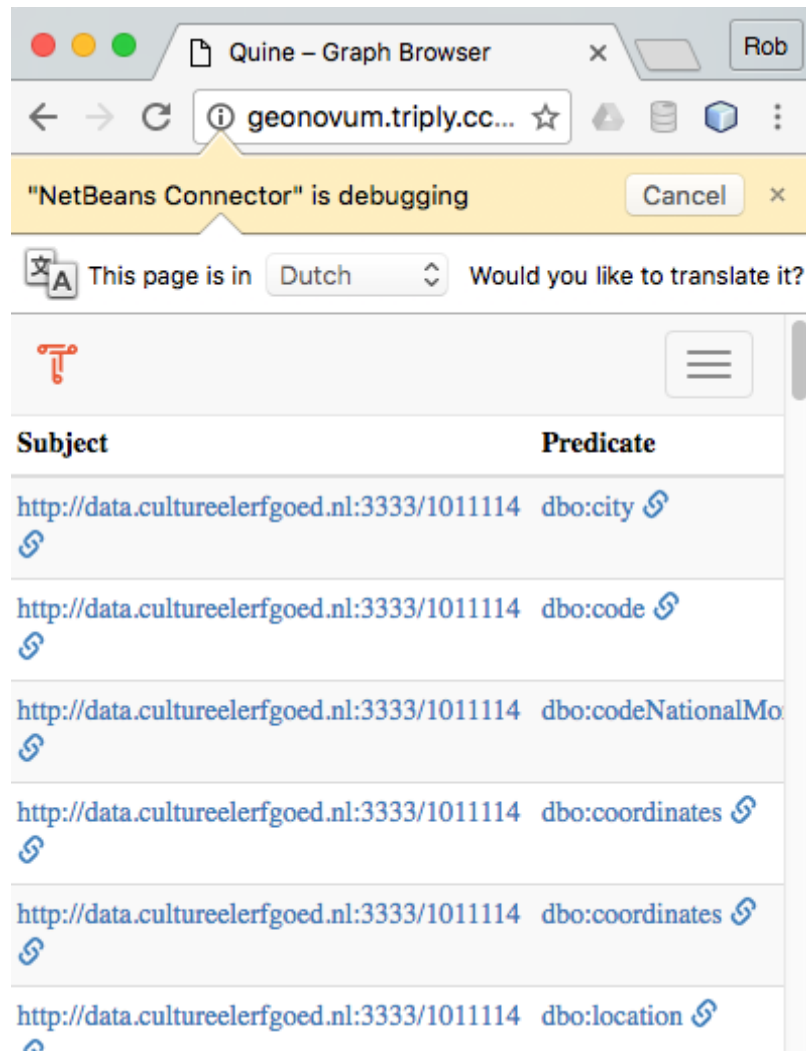 Quine – Graph Browser
Rob
geonovum.triply.cc...
"NetBeans Connector" is debugging Cancel
This page is in Dutch Would you like to translate it?
Subject Predicate
http://data.cultureelerfgoed.nl:3333/1011114 dbo:city
http://data.cultureelerfgoed.nl:3333/1011114 dbo:code
http://data.cultureelerfgoed.nl:3333/1011114 dbo:codeNationalMo
http://data.cultureelerfgoed.nl:3333/1011114 dbo:coordinates
http://data.cultureelerfgoed.nl:3333/1011114 dbo:coordinates
http://data.cultureelerfgoed.nl:3333/1011114 dbo:location